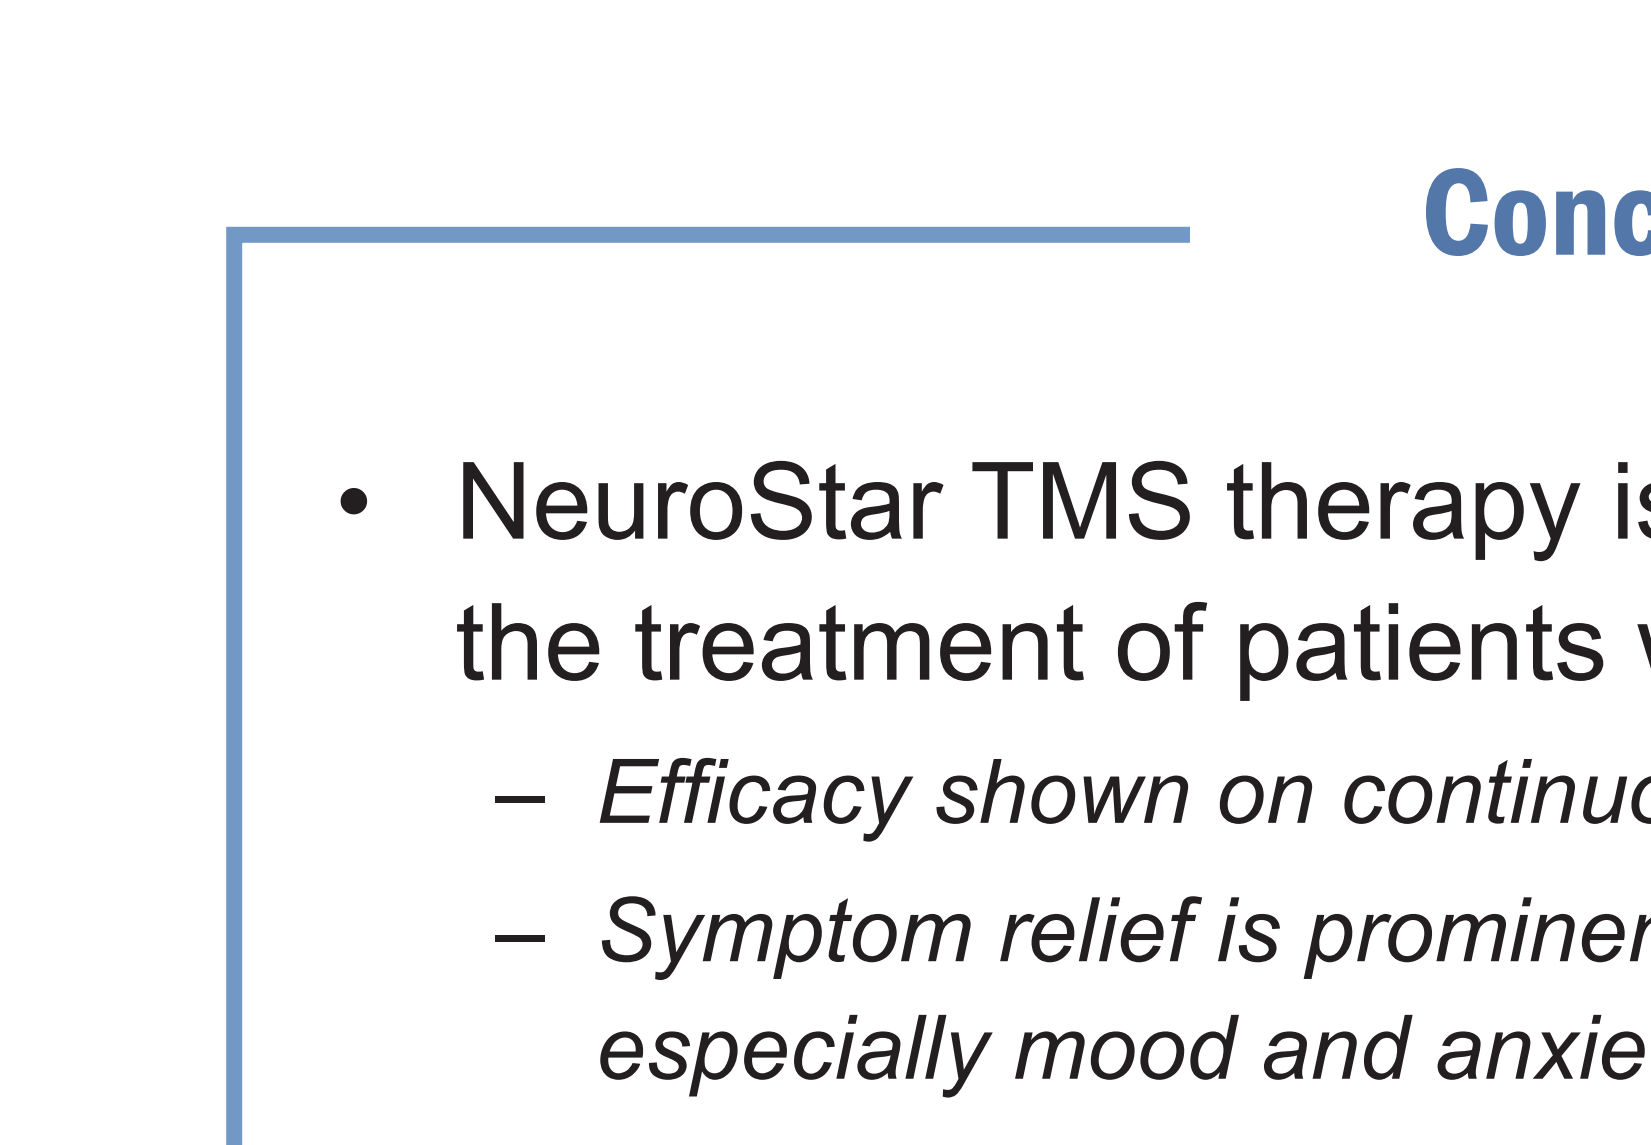 Conc
• NeuroStar TMS therapy is
the treatment of patients
– Efficacy shown on continuo
– Symptom relief is prominen
especially mood and anxie